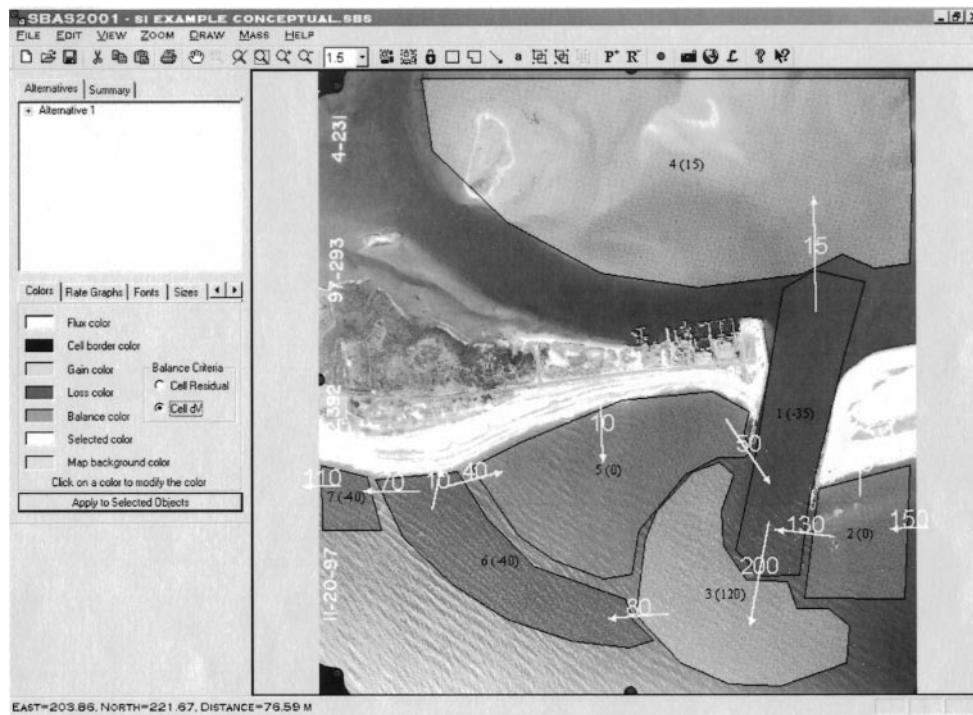 SBAS2001 - SI EXAMPLE CONCEPTUAL.SBS
FILE EDIT VIEW ZOOM DRAW MASS HELP
1.5
a
P+ R-
L
Alternatives Summary
Alternative 1
Colors Rate Graphs Fonts Sizes
Flux color
Cell border color
Gain color
Loss color
Balance color
Selected color
Map background color
Balance Criteria
Cell Residual
Cell dV
Click on a color to modify the color
Apply to Selected Objects
4-231
97-293
11-20-97
4 (15)
15
1 (-35)
10
50
5 (0)
110
70
10
40
7 (-40)
130
150
2 (0)
6 (-40)
200
3 (120)
80
EAST=203.86, NORTH=221.67, DISTANCE=76.59 M